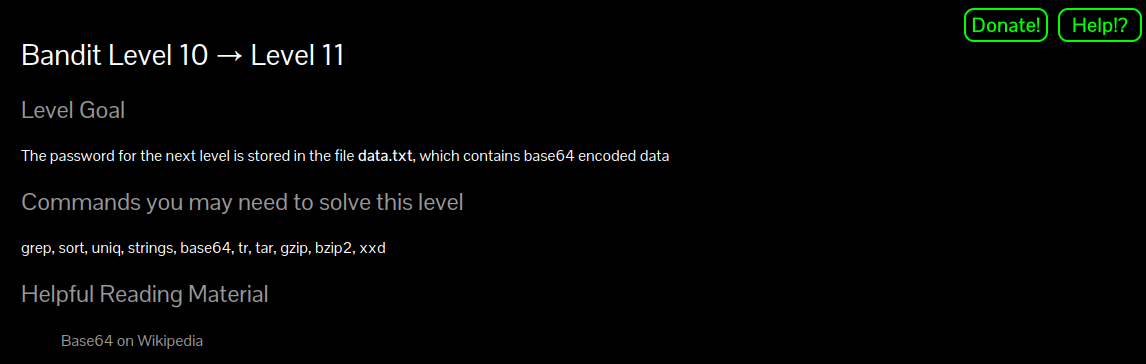 Donate! Help!?
Bandit Level 10 → Level 11
Level Goal
The password for the next level is stored in the file data.txt, which contains base64 encoded data
Commands you may need to solve this level
grep, sort, uniq, strings, base64, tr, tar, gzip, bzip2, xxd
Helpful Reading Material
Base64 on Wikipedia